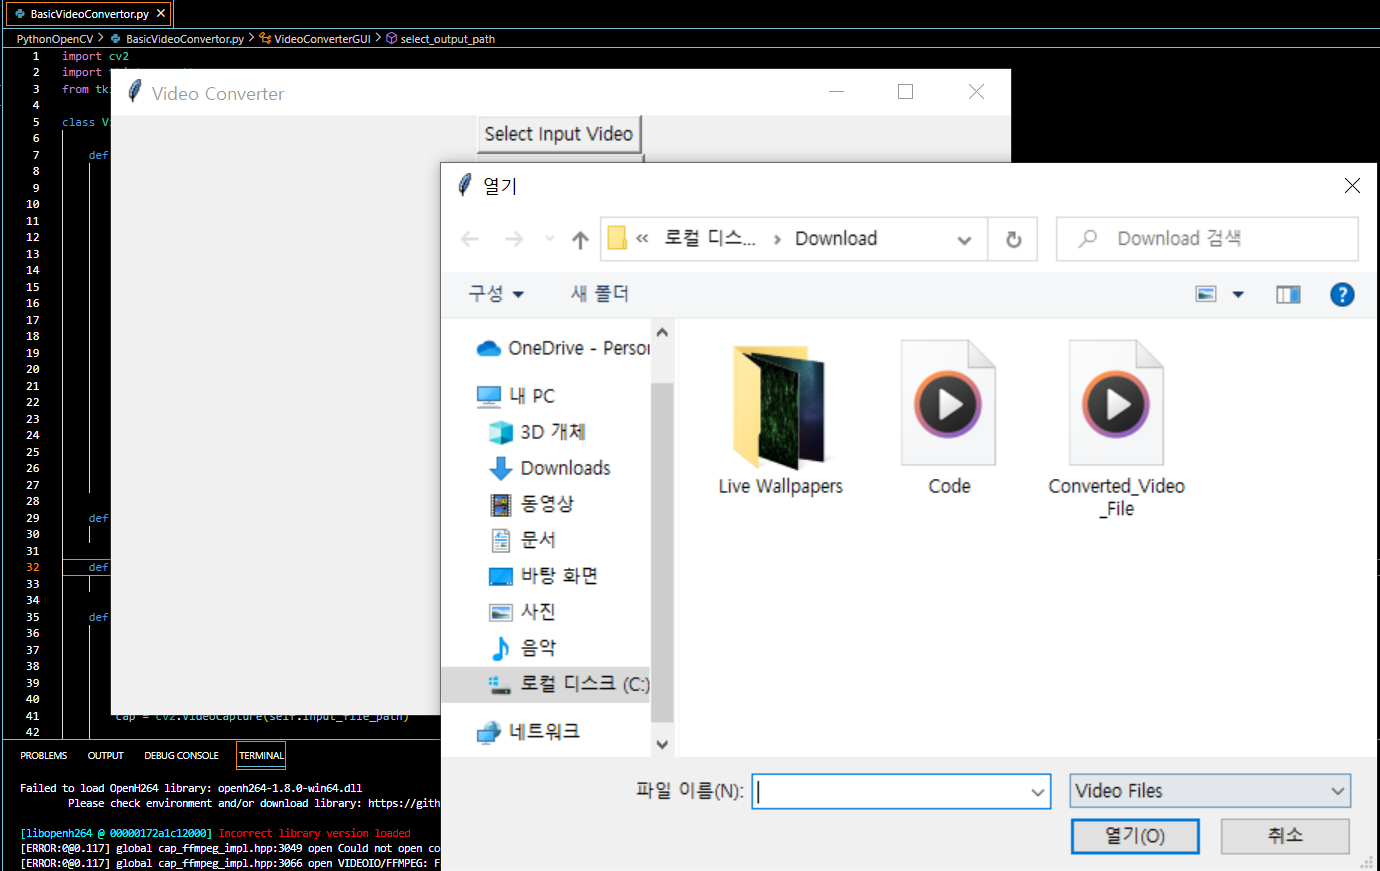 BasicVideoConvertor.py
PythonOpenCV > BasicVideoConvertor.py > VideoConverterGUI > select_output_path
1 import cv2
2 import
3 from tk
4
5 class V
6
7 def
8
9
10
11
12
13
14
15
16
17
18
19
20
21
22
23
24
25
26
27
28
29 def
30
31
32 def
33
34
35 def
36
37
38
39
40
41 cap = cv2.VideoCapture(self.input_file_path)
42
Video Converter
Select Input Video
열기
« 로컬 디스... > Download
Download 검색
구성
새 폴더
OneDrive - Person
내 PC
3D 개체
Downloads
동영상
문서
바탕 화면
사진
음악
로컬 디스크 (C:)
네트워크
Live Wallpapers
Code
Converted_Video
_File
파일 이름(N):
Video Files
열기(O)
취소
PROBLEMS OUTPUT DEBUG CONSOLE TERMINAL
Failed to load OpenH264 library: openh264-1.8.0-win64.dll
Please check environment and/or download library: https://gith
[libopenh264 @ 00000172a1c12000] Incorrect library version loaded
[ERROR:0@0.117] global cap_ffmpeg_impl.hpp:3049 open Could not open co
[ERROR:0@0.117] global cap_ffmpeg_impl.hpp:3066 open VIDEOIO/FFMPEG: F